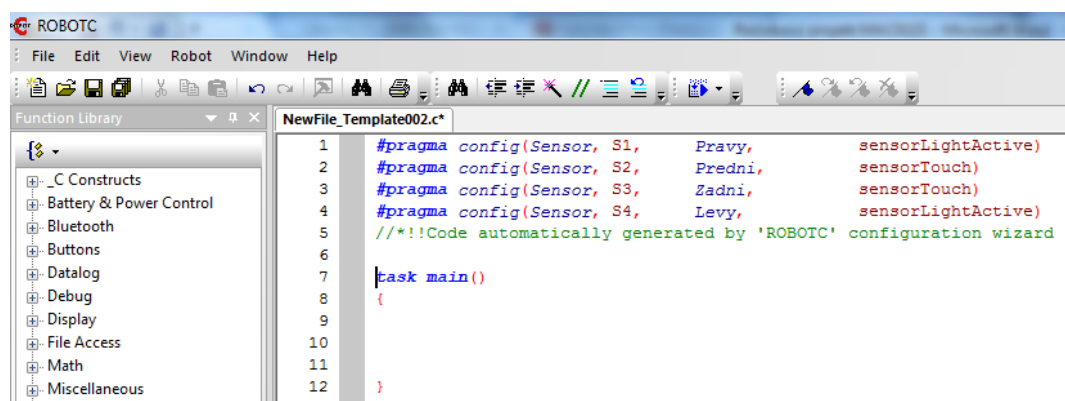 ROBOTC
File Edit View Robot Window Help
Function Library
NewFile_Template002.c*
_C Constructs
Battery & Power Control
Bluetooth
Buttons
Datalog
Debug
Display
File Access
Math
Miscellaneous
1 #pragma config(Sensor, S1, Pravy, sensorLightActive)
2 #pragma config(Sensor, S2, Predni, sensorTouch)
3 #pragma config(Sensor, S3, Zadni, sensorTouch)
4 #pragma config(Sensor, S4, Levy, sensorLightActive)
5 //*!!Code automatically generated by 'ROBOTC' configuration wizard
6
7 task main()
8 {
9
10
11
12 }